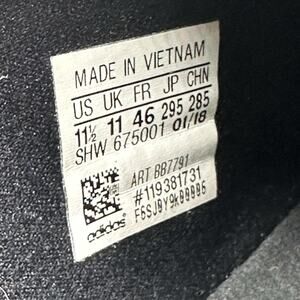 MADE IN VIETNAM
US UK FR JP CHN
11½ 11 46 295 285
SHW 675001 01/18
ART BB7791
#119381731
adidas